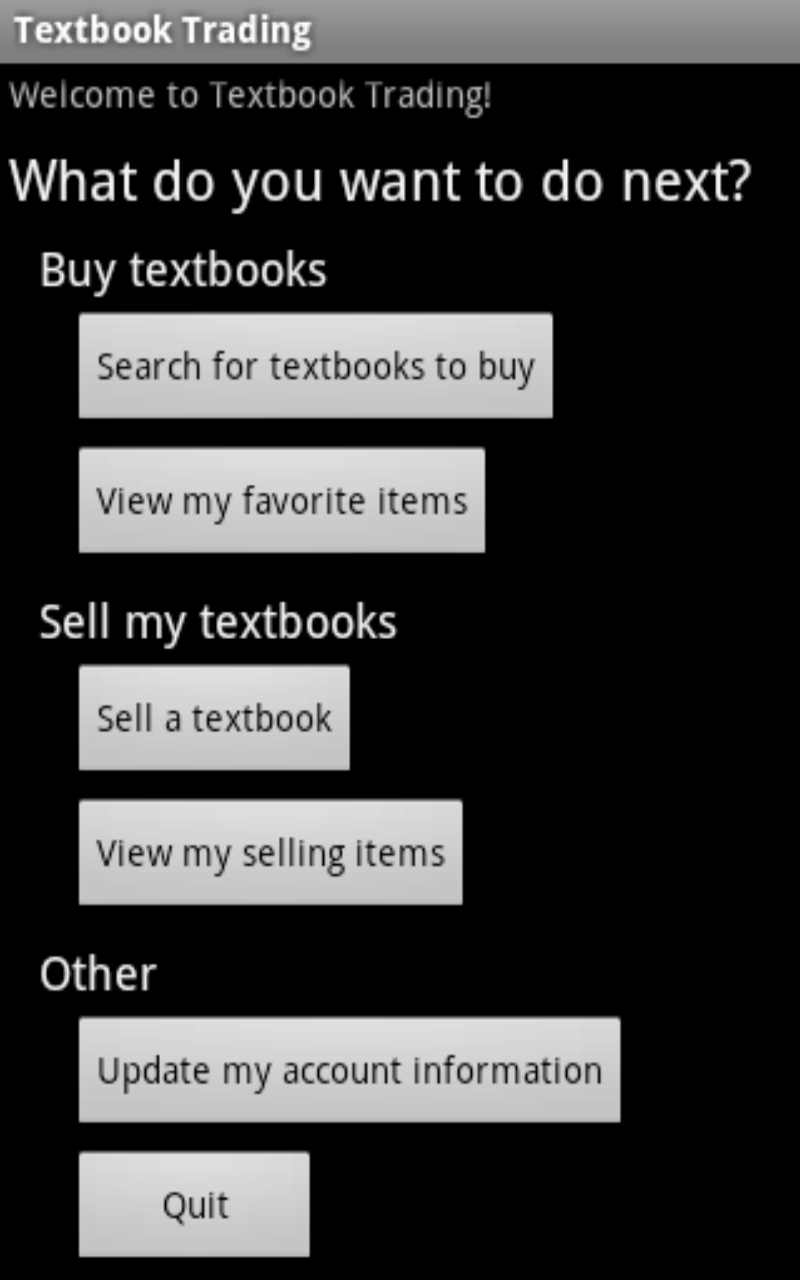 Textbook Trading
Welcome to Textbook Trading!
What do you want to do next?
Buy textbooks
Search for textbooks to buy
View my favorite items
Sell my textbooks
Sell a textbook
View my selling items
Other
Update my account information
Quit